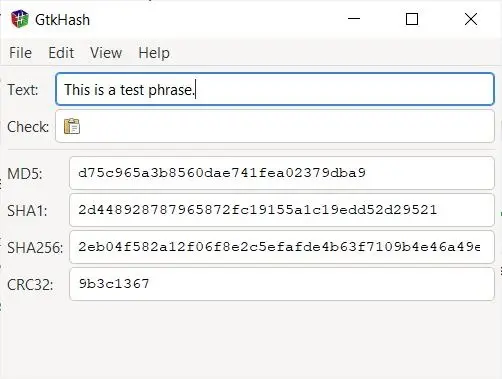 GtkHash
File Edit View Help
Text: This is a test phrase.
Check:
MD5: d75c965a3b8560dae741fea02379dba9
SHA1: 2d448928787965872fc19155a1c19edd52d29521
SHA256: 2eb04f582a12f06f8e2c5efafde4b63f7109b4e46a49e
CRC32: 9b3c1367